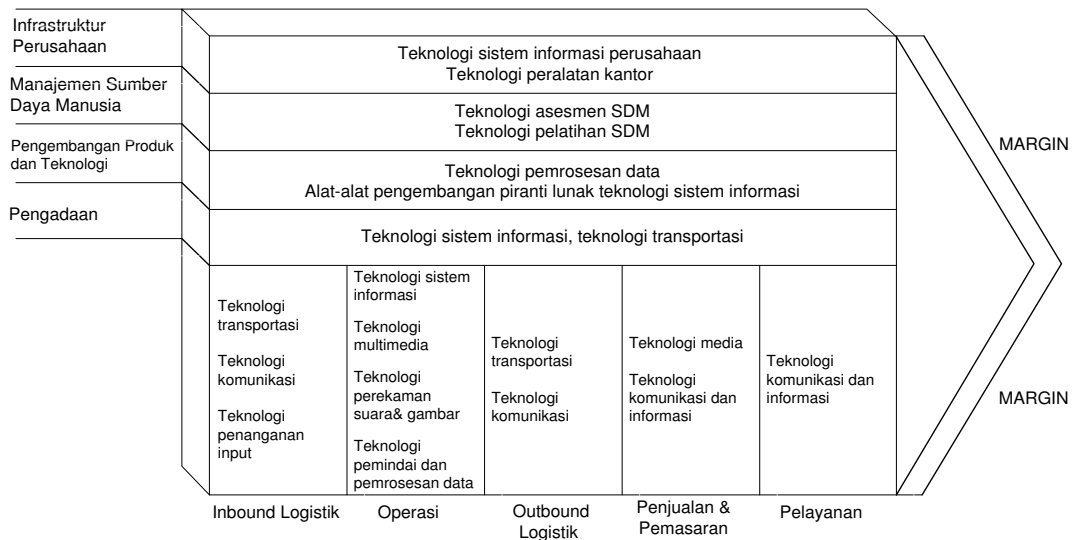 Infrastruktur
Perusahaan
Teknologi sistem informasi perusahaan
Teknologi peralatan kantor
Manajemen Sumber
Daya Manusia
Teknologi asesmen SDM
Teknologi pelatihan SDM
Pengembangan Produk
dan Teknologi
Teknologi pemrosesan data
Alat-alat pengembangan piranti lunak teknologi sistem informasi
Pengadaan
Teknologi sistem informasi, teknologi transportasi
MARGIN
MARGIN
Teknologi
transportasi
Teknologi
komunikasi
Teknologi
penanganan
input
Teknologi sistem
informasi
Teknologi
multimedia
Teknologi
perekaman
suara& gambar
Teknologi
pemindai dan
pemrosesan data
Teknologi
transportasi
Teknologi
komunikasi
Teknologi media
Teknologi
komunikasi dan
informasi
Teknologi
komunikasi dan
informasi
Inbound Logistik
Operasi
Outbound
Logistik
Penjualan &
Pemasaran
Pelayanan